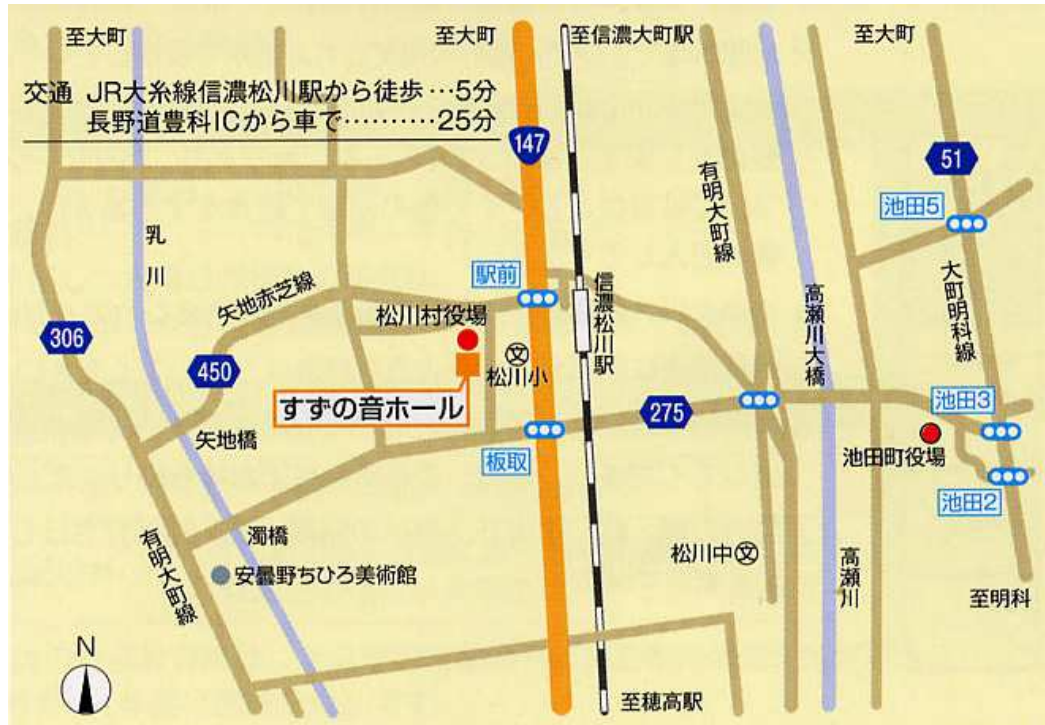 至大町
至大町
至信濃大町駅
至大町
交通 JR大糸線信濃松川駅から徒歩…5分
長野道豊科ICから車で………25分
147
51
有明大町線
池田5
乳川
駅前
信濃松川駅
大町明科線
高瀬川大橋
矢地赤芝線
松川村役場
306
450
松川小
文
すずの音ホール
275
池田3
矢地橋
板取
池田町役場
池田2
濁橋
有明大町線
安曇野ちひろ美術館
松川中
文
高瀬川
至明科
N
至穂高駅